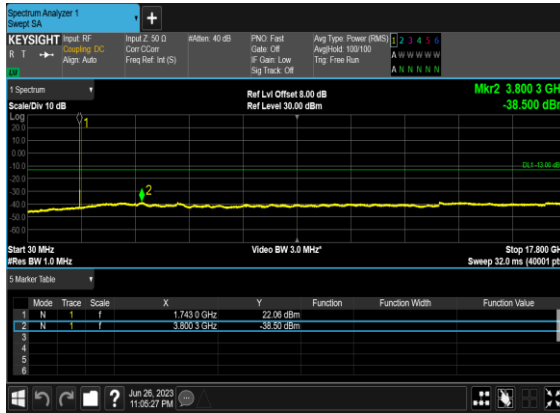 Spectrum Analyzer 1
Swept SA
+
KEYSIGHT Input: RF Input Z: 50 Ω #Atten: 40 dB PNO: Fast Avg Type: Power (RMS) 1 2 3 4 5 6
R T Coupling: DC Corr CCorr Gate: Off Avg|Hold: 100/100 A W W W W W
Align: Auto Freq Ref: Int (S) IF Gain: Low Trig: Free Run
Sig Track: Off A N N N N N
1 Spectrum Ref Lvl Offset 8.00 dB Mkr2 3.800 3 GH
Scale/Div 10 dB Ref Level 30.00 dBm -38.500 dBm
Log
1
20.0
10.0
0.00
-10.0
DL1 -13.00 dB
-20.0
-30.0
2
-40.0
-50.0
-60.0
Start 30 MHz Video BW 3.0 MHz* Stop 17.800 GH
#Res BW 1.0 MHz Sweep 32.0 ms (40001 pt
5 Marker Table
Mode Trace Scale X Y Function Function Width Function Value
1 N 1 f 1.743 0 GHz 22.06 dBm
2 N 1 f 3.800 3 GHz -38.50 dBm
3
4
5
6
? Jun 26, 2023
11:05:27 PM